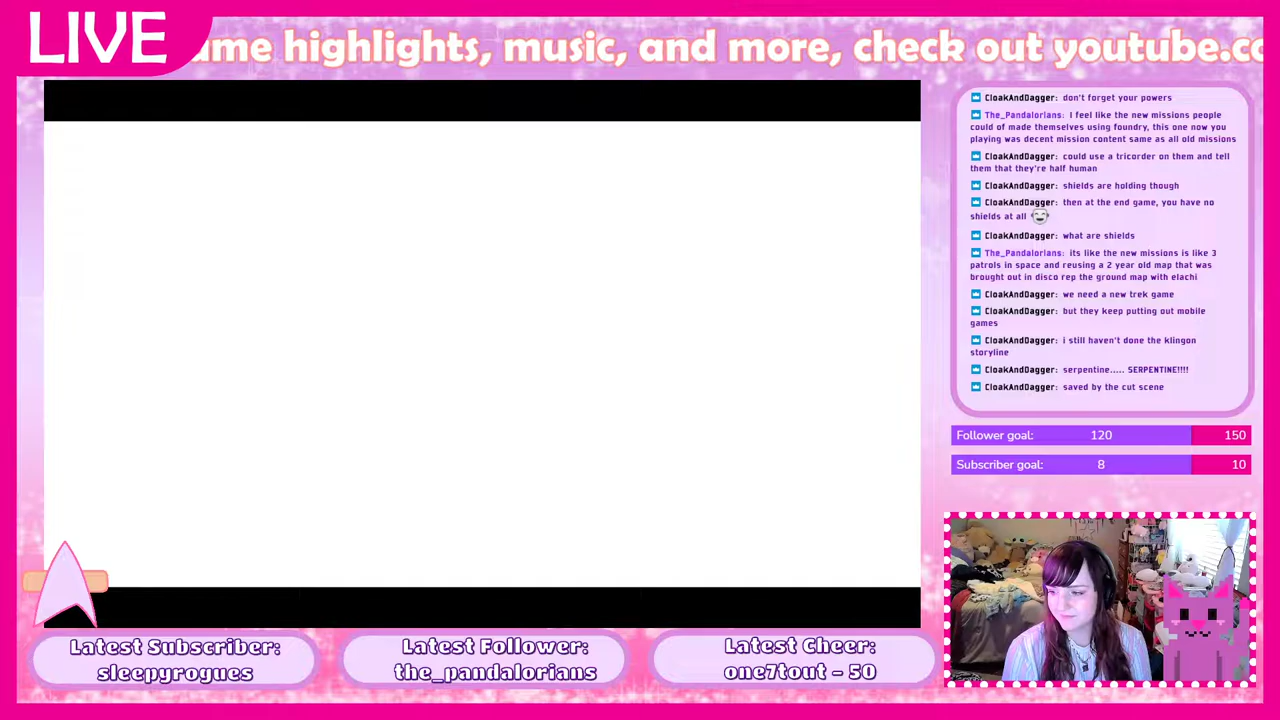 LIVE
ame highlights, music, and more, check out youtube.co
CloakAndDagger: don't forget your powers
The_Pandalorians: I feel like the new missions people
could of made themselves using foundry, this one now you
playing was decent mission content same as all old missions
CloakAndDagger: could use a tricorder on them and tell
them that they're half human
CloakAndDagger: shields are holding though
CloakAndDagger: then at the end game, you have no
shields at all
CloakAndDagger: what are shields
The_Pandalorians: its like the new missions is like 3
patrols in space and reusing a 2 year old map that was
brought out in disco rep the ground map with elachi
CloakAndDagger: we need a new trek game
CloakAndDagger: but they keep putting out mobile
games
CloakAndDagger: i still haven't done the klingon
storyline
CloakAndDagger: serpentine..... SERPENTINE!!!!
CloakAndDagger: saved by the cut scene
Follower goal: 120 150
Subscriber goal: 8 10
Latest Subscriber:
sleepyrogues
Latest Follower:
the_pandalorians
Latest Cheer:
one7tout - 50